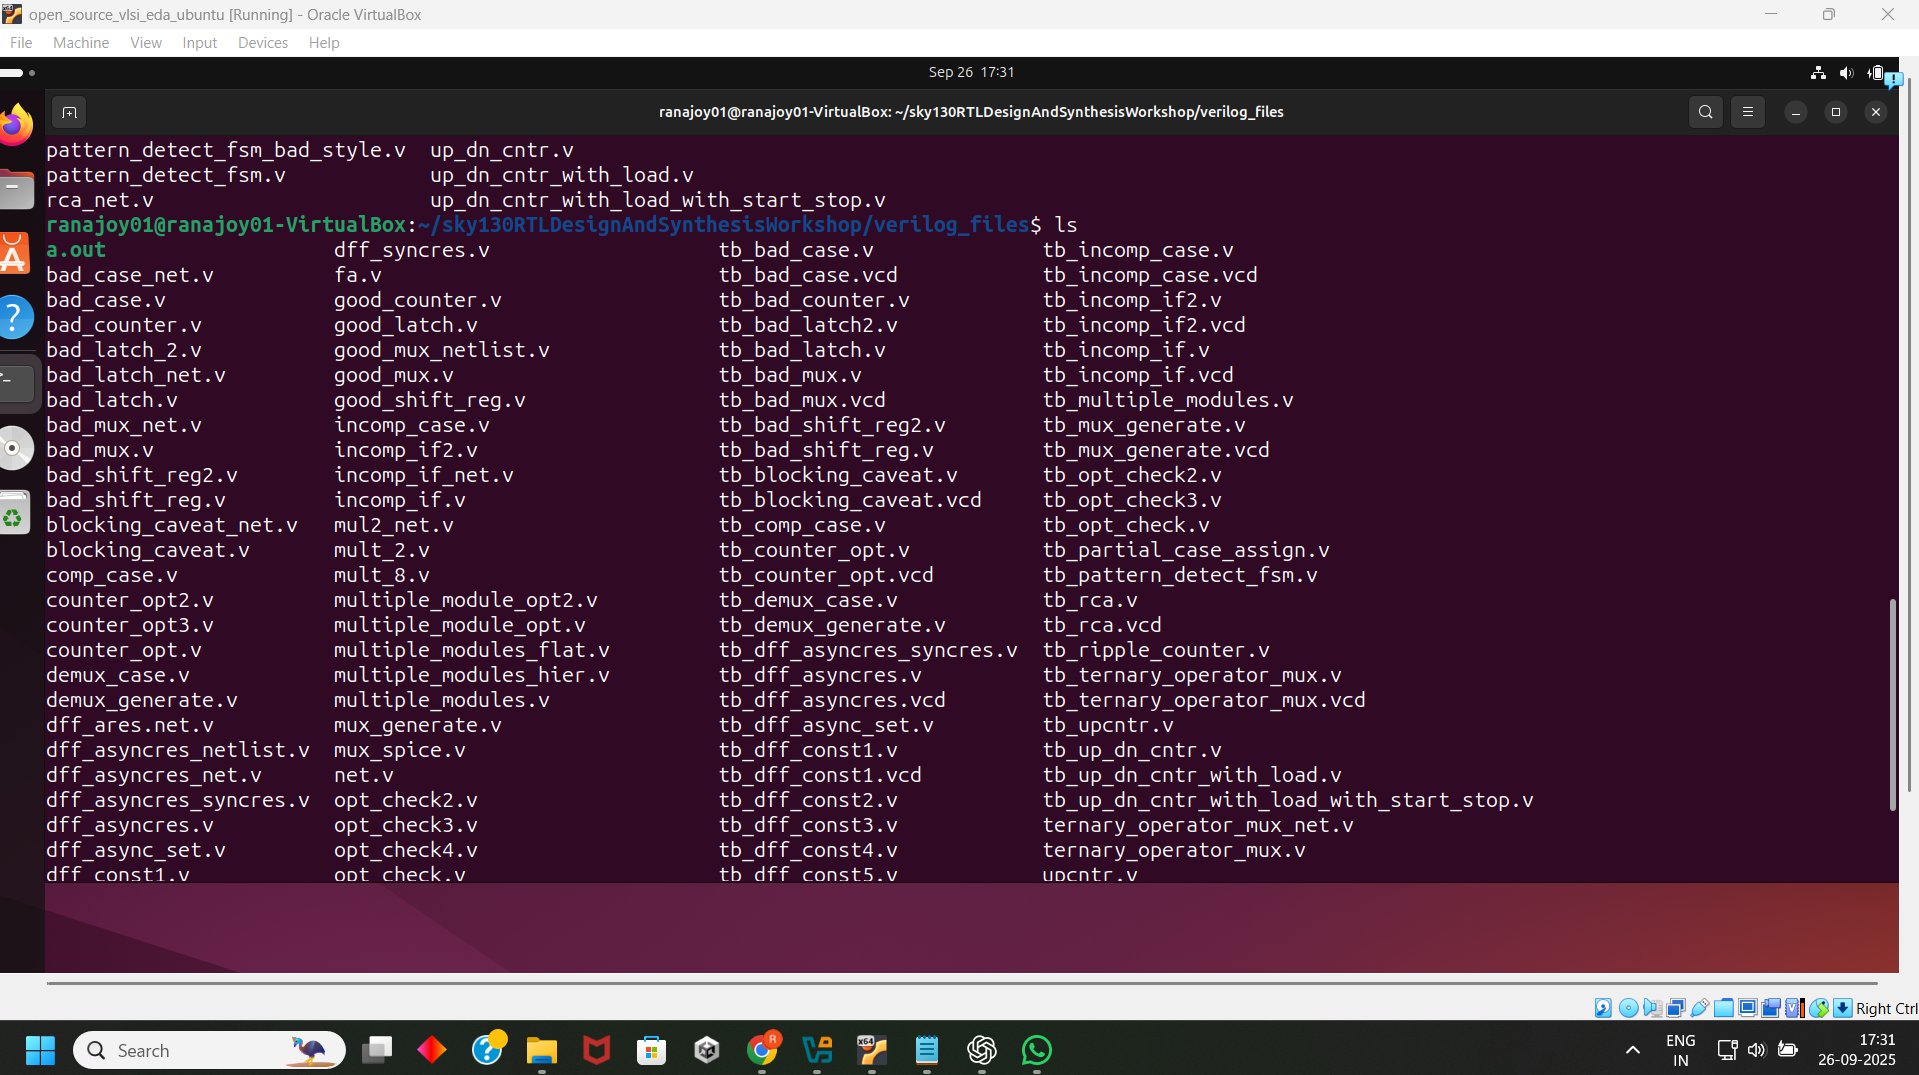 open_source_vlsi_eda_ubuntu [Running] - Oracle VirtualBox
File Machine View Input Devices Help
Sep 26 17:31
ranajoy01@ranajoy01-VirtualBox: ~/sky130RTLDesignAndSynthesisWorkshop/verilog_files
pattern_detect_fsm_bad_style.v up_dn_cntr.v
pattern_detect_fsm.v up_dn_cntr_with_load.v
rca_net.v up_dn_cntr_with_load_with_start_stop.v
ranajoy01@ranajoy01-VirtualBox:~/sky130RTLDesignAndSynthesisWorkshop/verilog_files$ ls
a.out dff_syncres.v tb_bad_case.v tb_incomp_case.v
bad_case_net.v fa.v tb_bad_case.vcd tb_incomp_case.vcd
bad_case.v good_counter.v tb_bad_counter.v tb_incomp_if2.v
bad_counter.v good_latch.v tb_bad_latch2.v tb_incomp_if2.vcd
bad_latch_2.v good_mux_netlist.v tb_bad_latch.v tb_incomp_if.v
bad_latch_net.v good_mux.v tb_bad_mux.v tb_incomp_if.vcd
bad_latch.v good_shift_reg.v tb_bad_mux.vcd tb_multiple_modules.v
bad_mux_net.v incomp_case.v tb_bad_shift_reg2.v tb_mux_generate.v
bad_mux.v incomp_if2.v tb_bad_shift_reg.v tb_mux_generate.vcd
bad_shift_reg2.v incomp_if_net.v tb_blocking_caveat.v tb_opt_check2.v
bad_shift_reg.v incomp_if.v tb_blocking_caveat.vcd tb_opt_check3.v
blocking_caveat_net.v mul2_net.v tb_comp_case.v tb_opt_check.v
blocking_caveat.v mult_2.v tb_counter_opt.v tb_partial_case_assign.v
comp_case.v mult_8.v tb_counter_opt.vcd tb_pattern_detect_fsm.v
counter_opt2.v multiple_module_opt2.v tb_demux_case.v tb_rca.v
counter_opt3.v multiple_module_opt.v tb_demux_generate.v tb_rca.vcd
counter_opt.v multiple_modules_flat.v tb_dff_asyncres_syncres.v tb_ripple_counter.v
demux_case.v multiple_modules_hier.v tb_dff_asyncres.v tb_ternary_operator_mux.v
demux_generate.v multiple_modules.v tb_dff_asyncres.vcd tb_ternary_operator_mux.vcd
dff_ares.net.v mux_generate.v tb_dff_async_set.v tb_upcntr.v
dff_asyncres_netlist.v mux_spice.v tb_dff_const1.v tb_up_dn_cntr.v
dff_asyncres_net.v net.v tb_dff_const1.vcd tb_up_dn_cntr_with_load.v
dff_asyncres_syncres.v opt_check2.v tb_dff_const2.v tb_up_dn_cntr_with_load_with_start_stop.v
dff_asyncres.v opt_check3.v tb_dff_const3.v ternary_operator_mux_net.v
dff_async_set.v opt_check4.v tb_dff_const4.v ternary_operator_mux.v
dff_const1.v opt_check.v tb_dff_const5.v upcntr.v
Right Ctrl
Search
ENG
IN
17:31
26-09-2025